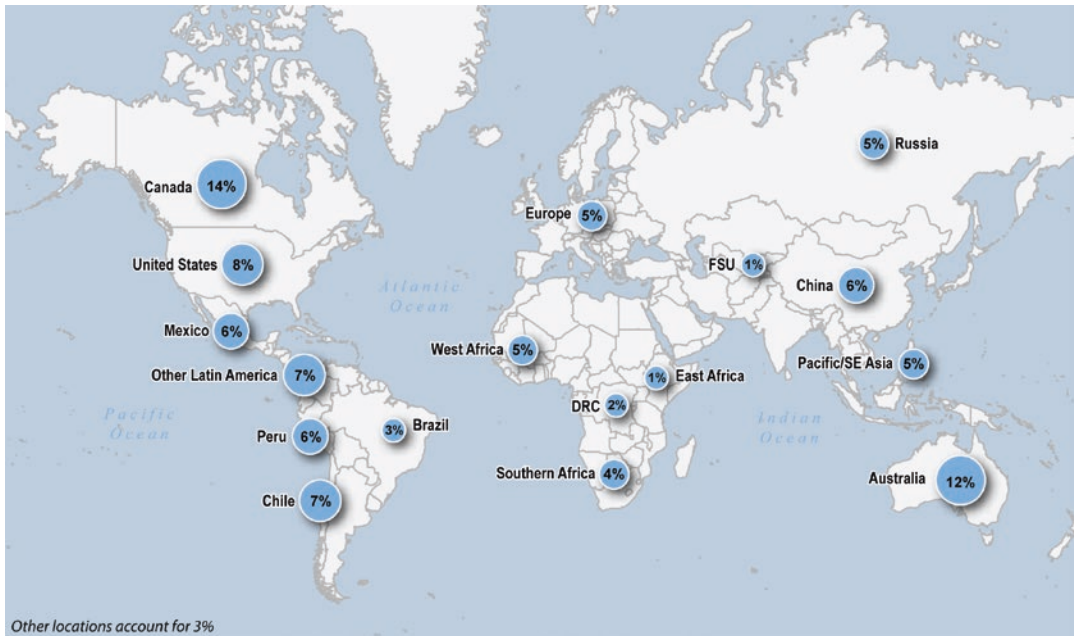 5% Russia
Canada 14%
Europe 5%
United States 8%
FSU 1%
China 6%
Atlantic
Ocean
Mexico 6%
West Africa 5%
Pacific/SE Asia 5%
Other Latin America 7%
1% East Africa
DRC 2%
Pacific
Ocean
Indian
Ocean
Peru 6%
3% Brazil
Southern Africa 4%
Australia 12%
Chile 7%
Other locations account for 3%